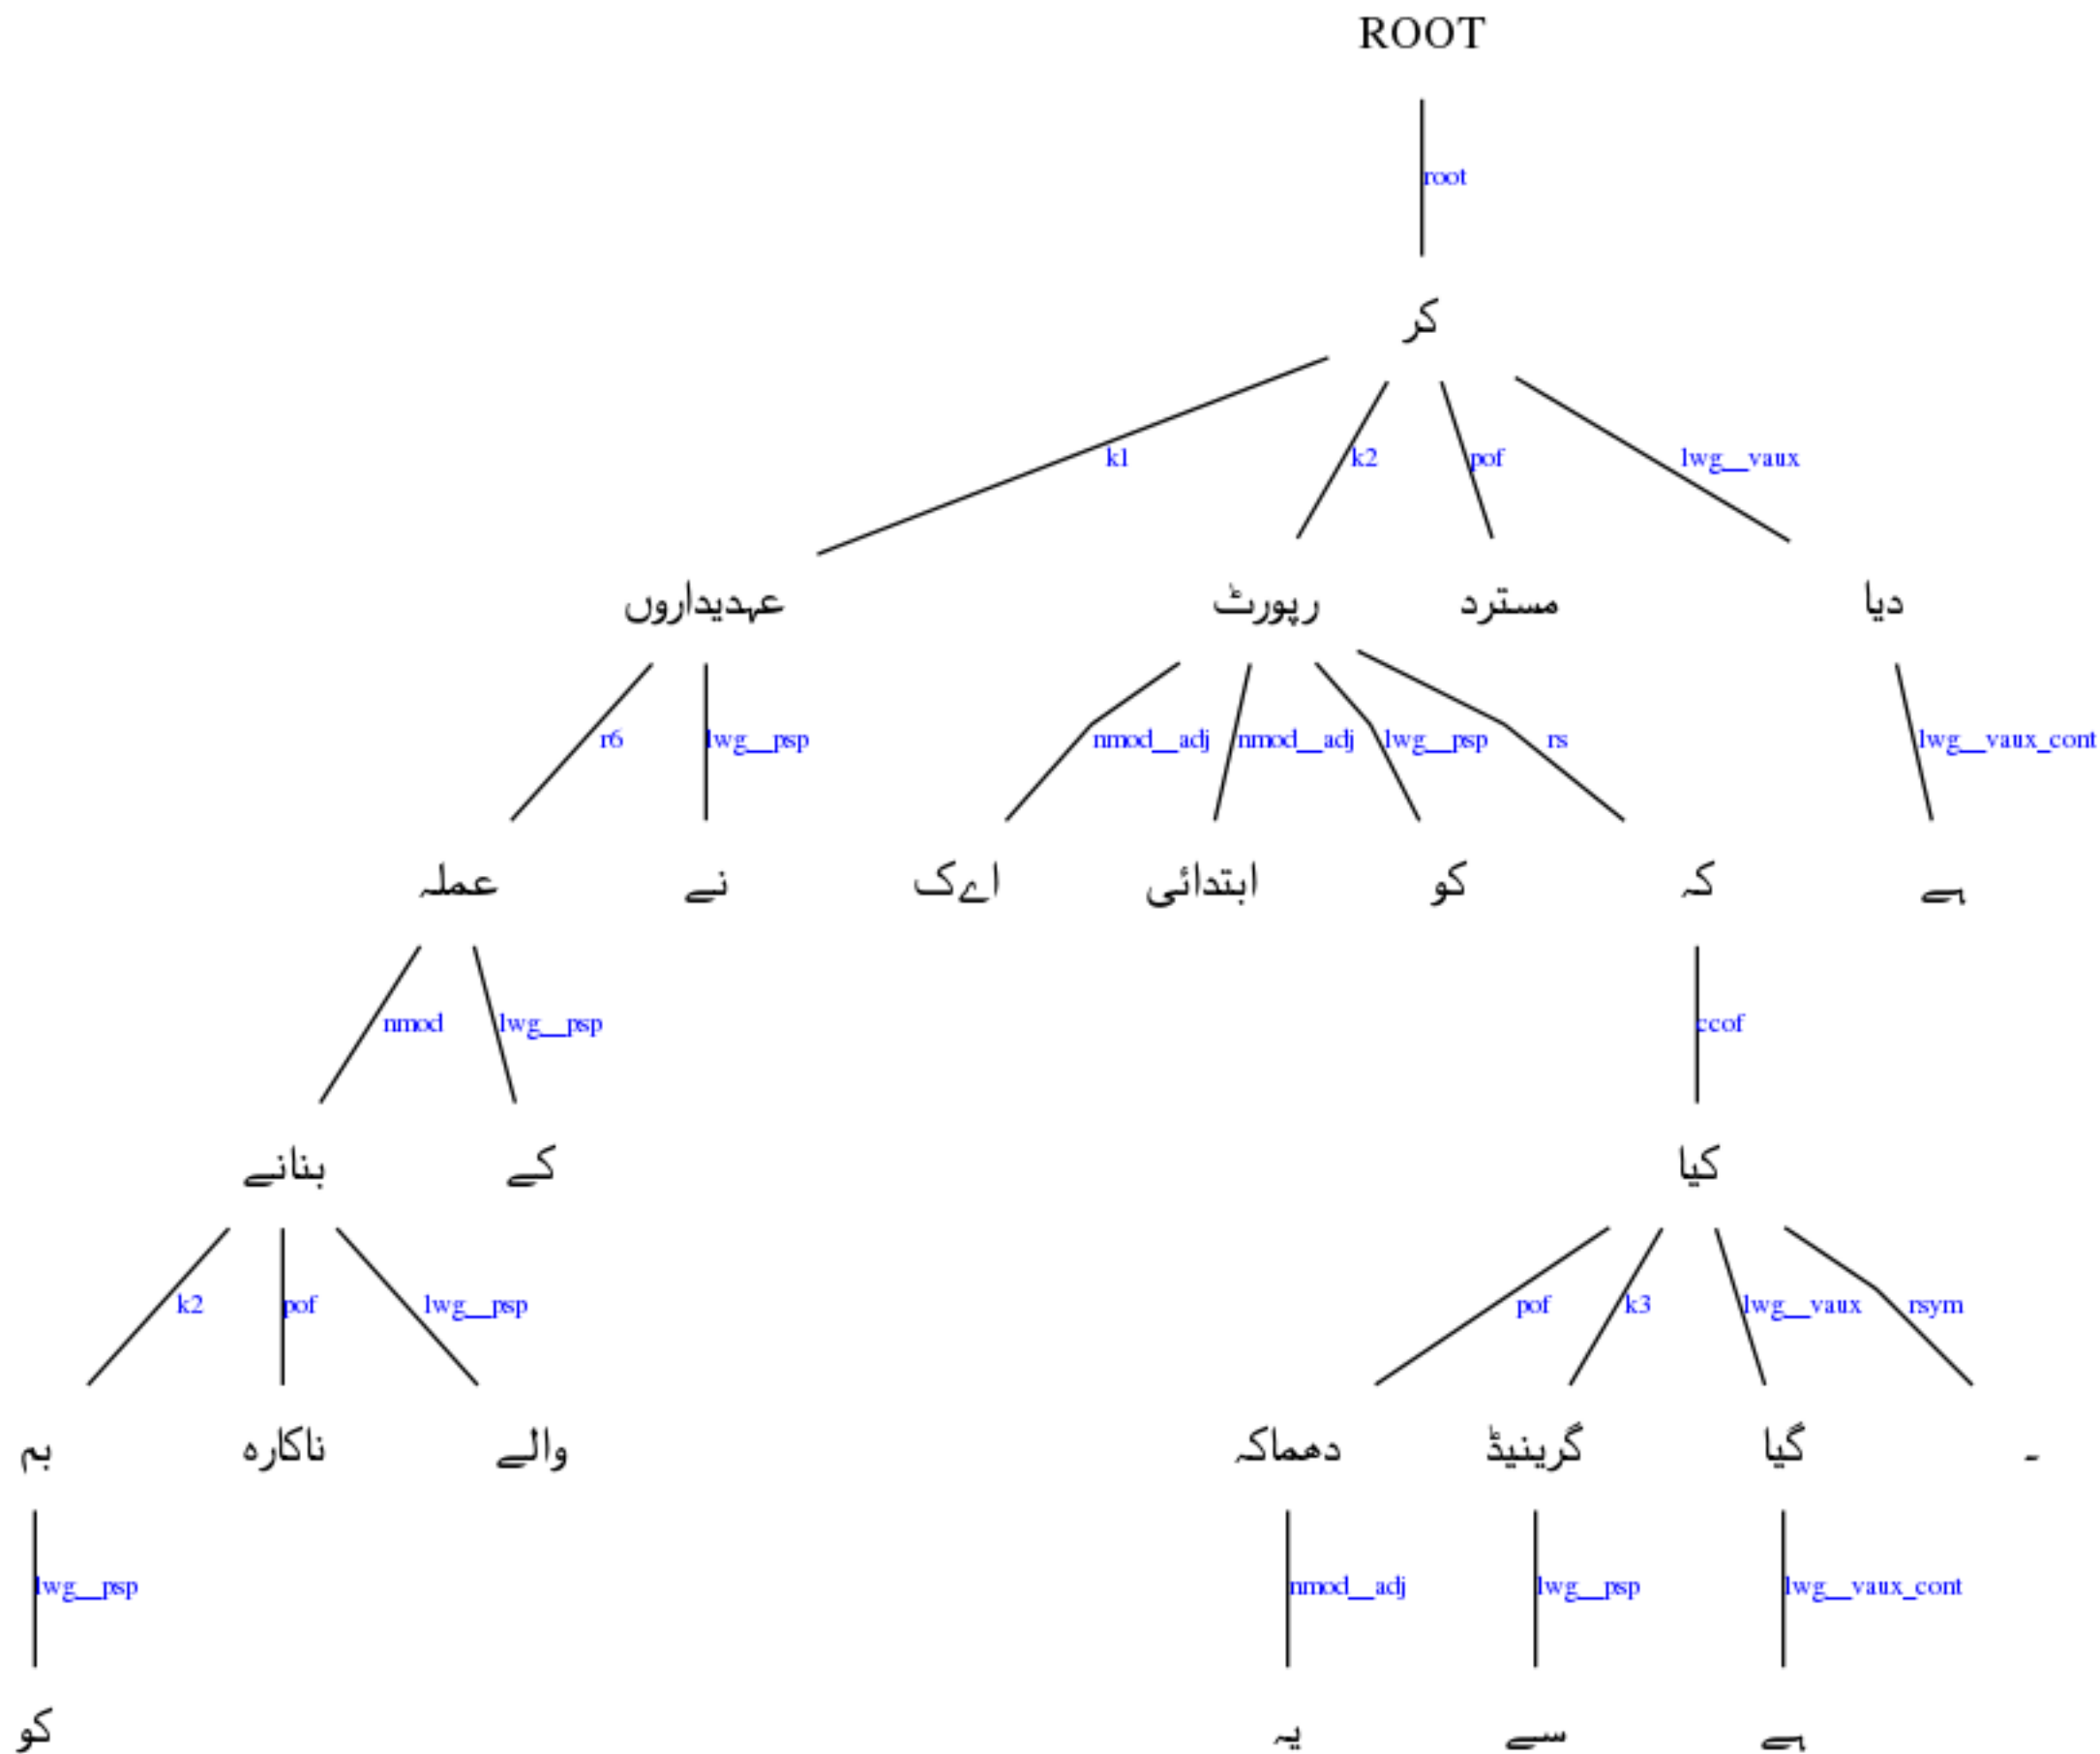 ROOT
root
کر
k1 k2 pof lwg__vaux
عہدیداروں رپورٹ مسترد دیا
r6 lwg__psp nmod__adj nmod__adj lwg__psp rs lwg__vaux_cont
عملہ نے اےک ابتدائی کو کہ ہے
nmod lwg__psp ccof
بنانے کے کیا
k2 pof lwg__psp pof k3 lwg__vaux rsym
بم ناکارہ والے دھماکہ گرینیڈ گیا ۔
lwg__psp nmod__adj lwg__psp lwg__vaux_cont
کو یہ سے ہے